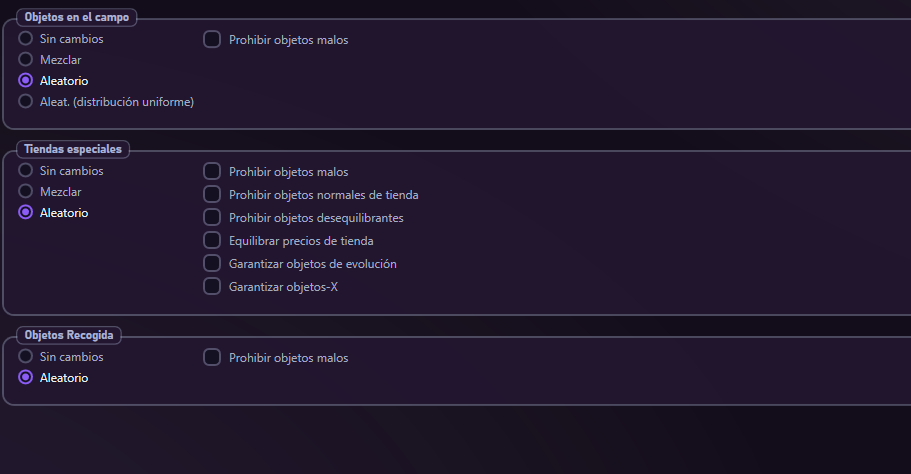 Objetos en el campo
Sin cambios
Prohibir objetos malos
Mezclar
Aleatorio
Aleat. (distribución uniforme)
Tiendas especiales
Sin cambios
Prohibir objetos malos
Mezclar
Prohibir objetos normales de tienda
Aleatorio
Prohibir objetos desequilibrantes
Equilibrar precios de tienda
Garantizar objetos de evolución
Garantizar objetos-X
Objetos Recogida
Sin cambios
Prohibir objetos malos
Aleatorio